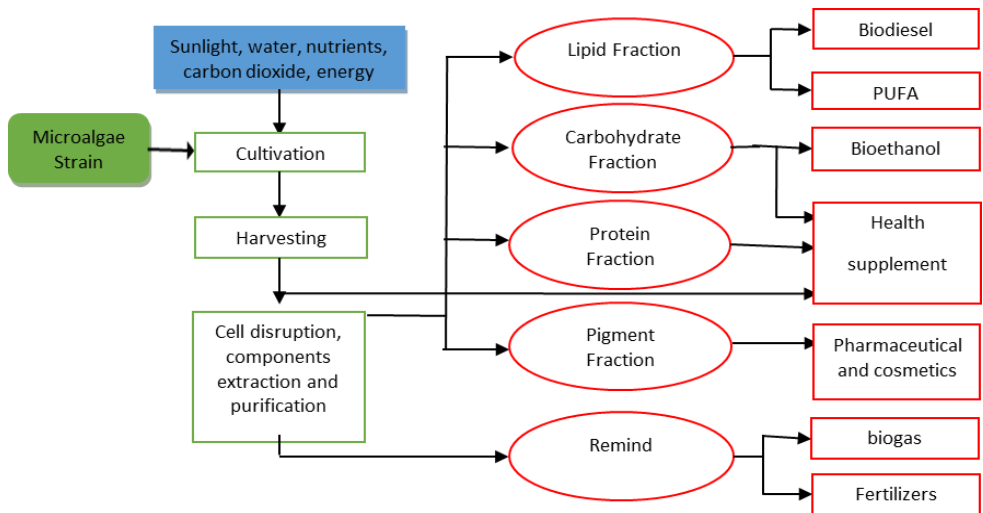 Sunlight, water, nutrients,
carbon dioxide, energy
Microalgae
Strain
Cultivation
Harvesting
Cell disruption,
components
extraction and
purification
Lipid Fraction
Carbohydrate
Fraction
Protein
Fraction
Pigment
Fraction
Remind
Biodiesel
PUFA
Bioethanol
Health
supplement
Pharmaceutical
and cosmetics
biogas
Fertilizers